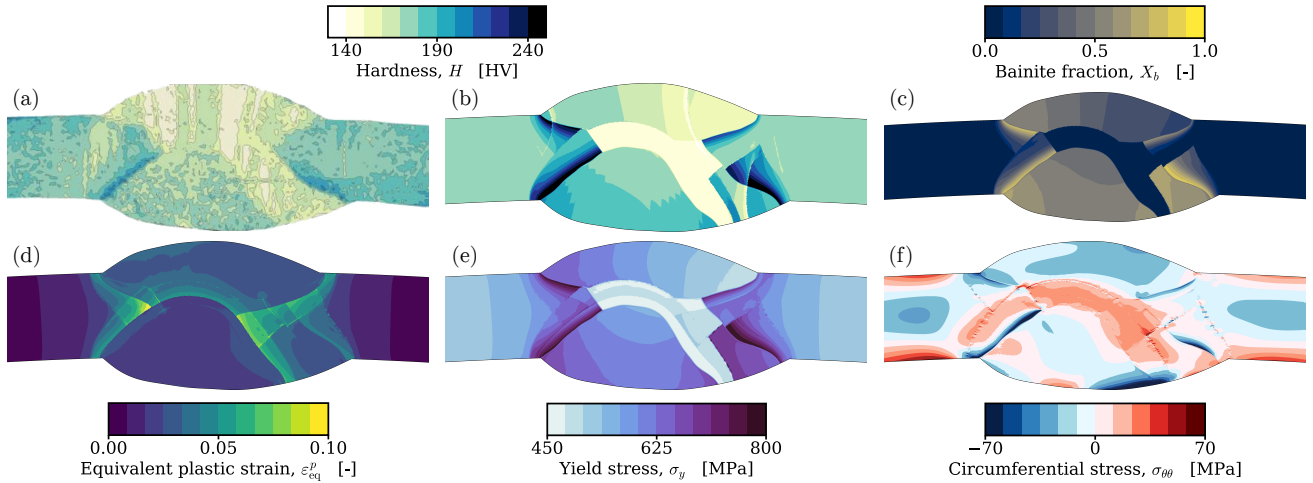 140 190 240
Hardness, H [HV]
0.0 0.5 1.0
Bainite fraction, X_b [-]
(a) (b) (c)
(d) (e) (f)
0.00 0.05 0.10
Equivalent plastic strain, ε^p_eq [-]
450 625 800
Yield stress, σ_y [MPa]
−70 0 70
Circumferential stress, σ_θθ [MPa]